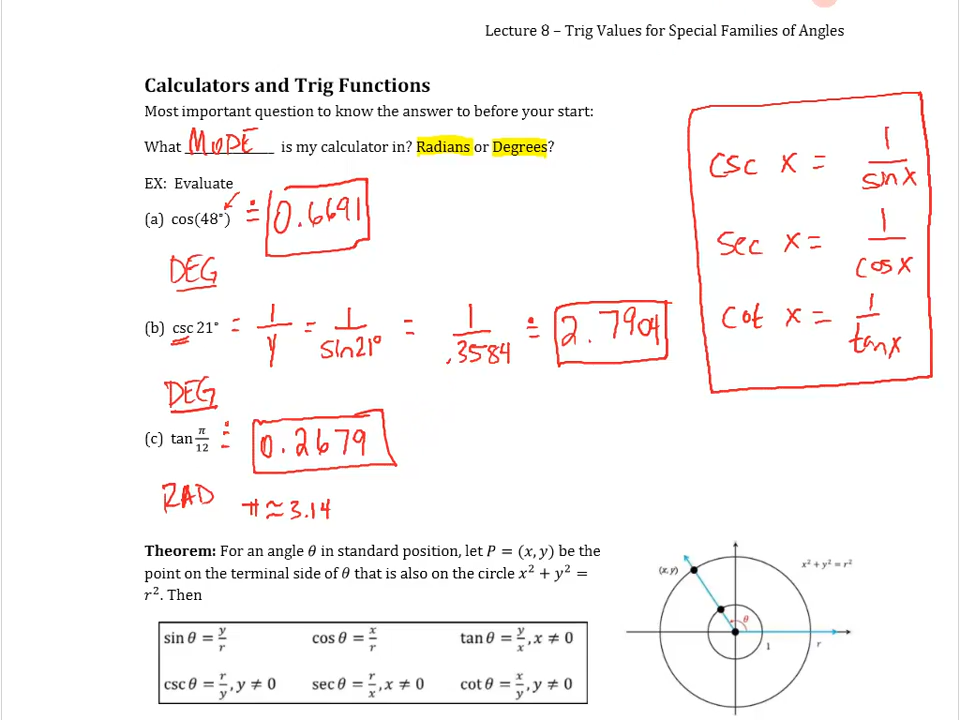 Lecture 8 – Trig Values for Special Families of Angles
Calculators and Trig Functions
Most important question to know the answer to before your start:
What MODE is my calculator in? Radians or Degrees?
EX: Evaluate
(a) cos(48°) ≐ 0.6691
DEG
(b) csc 21° = 1/y = 1/sin21° = 1/.3584 ≐ 2.7904
DEG
(c) tan π/12 ≐ 0.2679
RAD π ≈ 3.14
csc x = 1/sin x
sec x = 1/cos x
cot x = 1/tan x
Theorem: For an angle θ in standard position, let P = (x, y) be the
point on the terminal side of θ that is also on the circle x² + y² =
r². Then
sin θ = y/r cos θ = x/r tan θ = y/x, x ≠ 0
csc θ = r/y, y ≠ 0 sec θ = r/x, x ≠ 0 cot θ = x/y, y ≠ 0
(x, y)
x² + y² = r²
θ
1
r